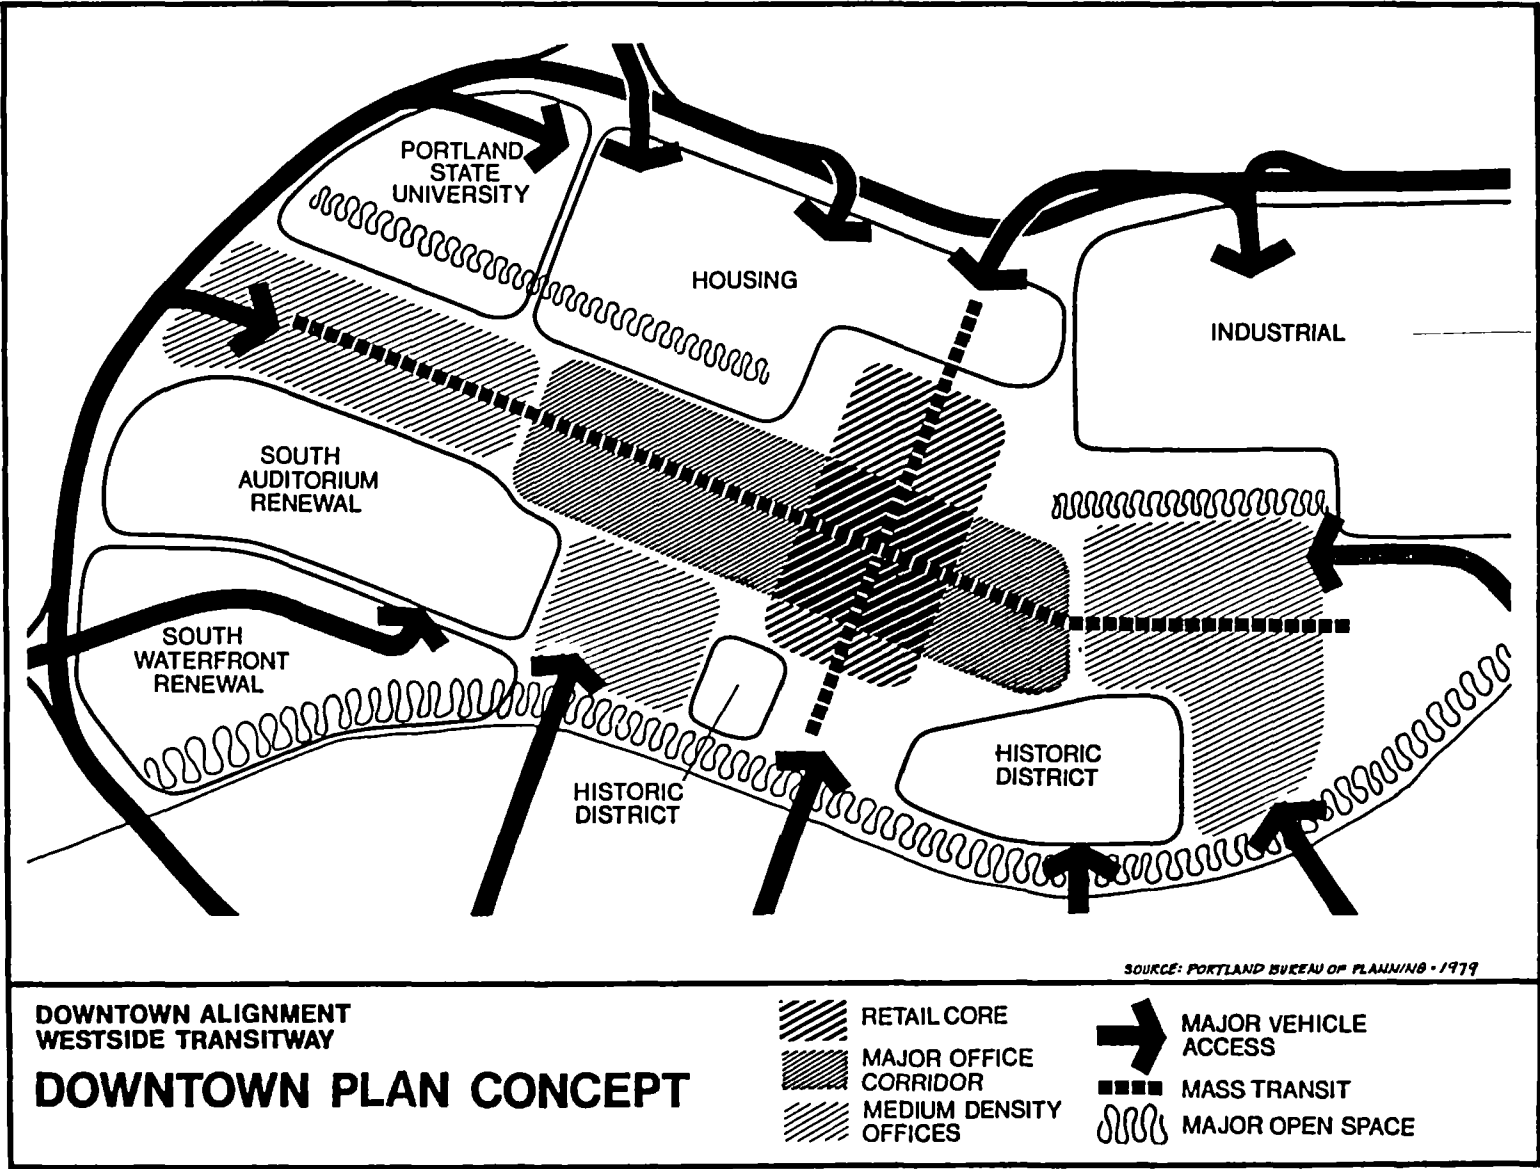 PORTLAND
STATE
UNIVERSITY
HOUSING
INDUSTRIAL
SOUTH
AUDITORIUM
RENEWAL
SOUTH
WATERFRONT
RENEWAL
HISTORIC
DISTRICT
HISTORIC
DISTRICT
SOURCE: PORTLAND BUREAU OF PLANNING - 1979
DOWNTOWN ALIGNMENT
WESTSIDE TRANSITWAY
DOWNTOWN PLAN CONCEPT
RETAIL CORE
MAJOR OFFICE
CORRIDOR
MEDIUM DENSITY
OFFICES
MAJOR VEHICLE
ACCESS
MASS TRANSIT
MAJOR OPEN SPACE